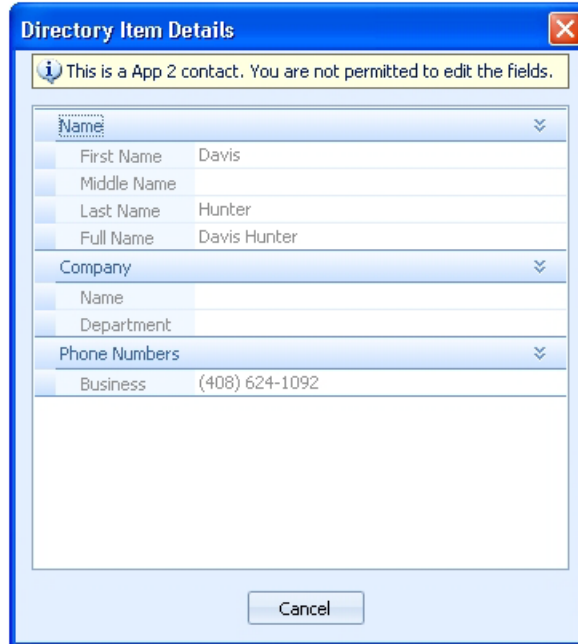 Directory Item Details
This is a App 2 contact. You are not permitted to edit the fields.
Name
First Name Davis
Middle Name
Last Name Hunter
Full Name Davis Hunter
Company
Name
Department
Phone Numbers
Business (408) 624-1092
Cancel